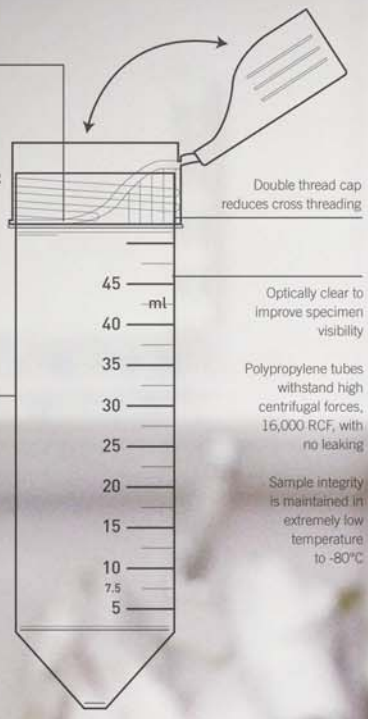 Double thread cap
reduces cross threading
Optically clear to
improve specimen
visibility
Polypropylene tubes
withstand high
centrifugal forces,
16,000 RCF, with
no leaking
Sample integrity
is maintained in
extremely low
temperature
to -80°C
45
ml
40
35
30
25
20
15
10
7.5
5